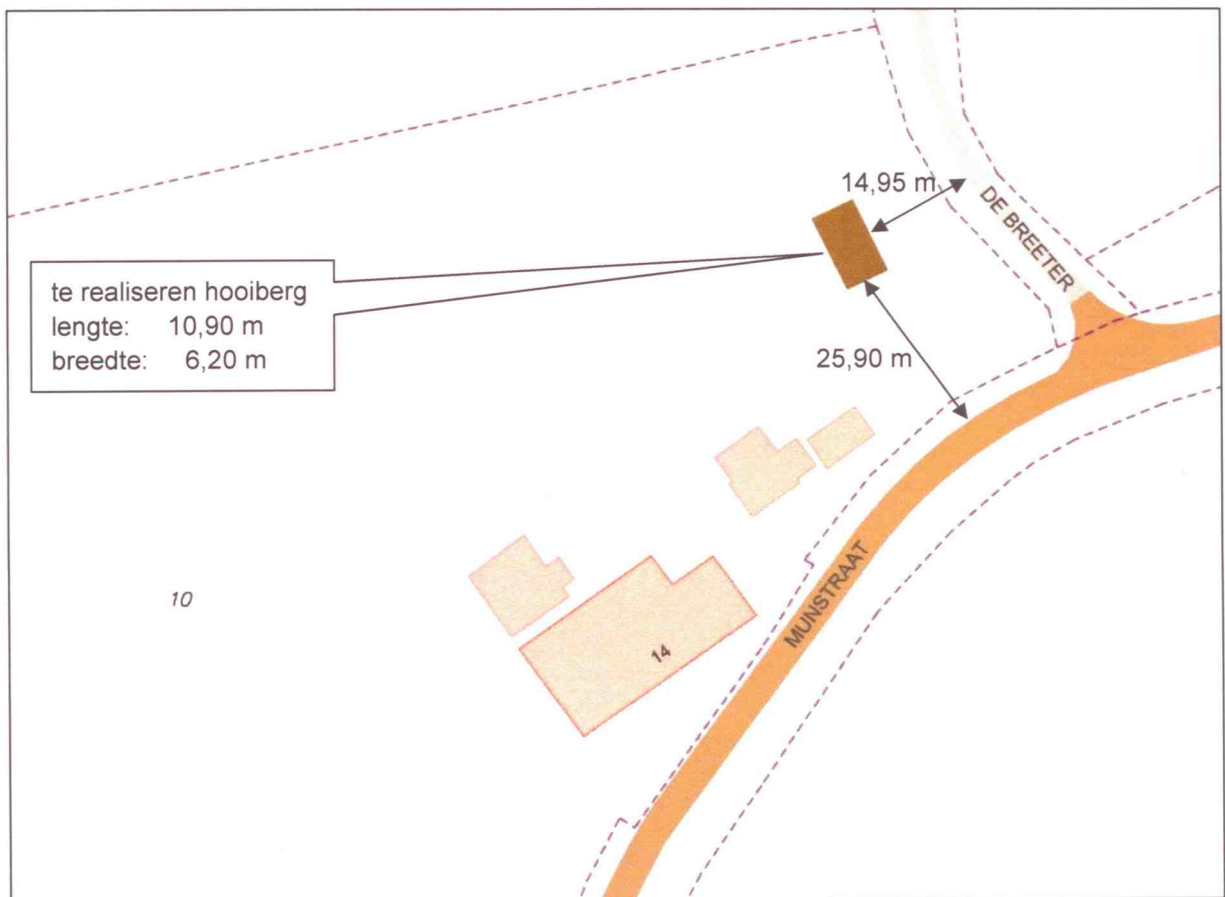 14,95 m
DE BREETER
te realiseren hooiberg
lengte: 10,90 m
breedte: 6,20 m
25,90 m
10
14
MUNSTRAAT